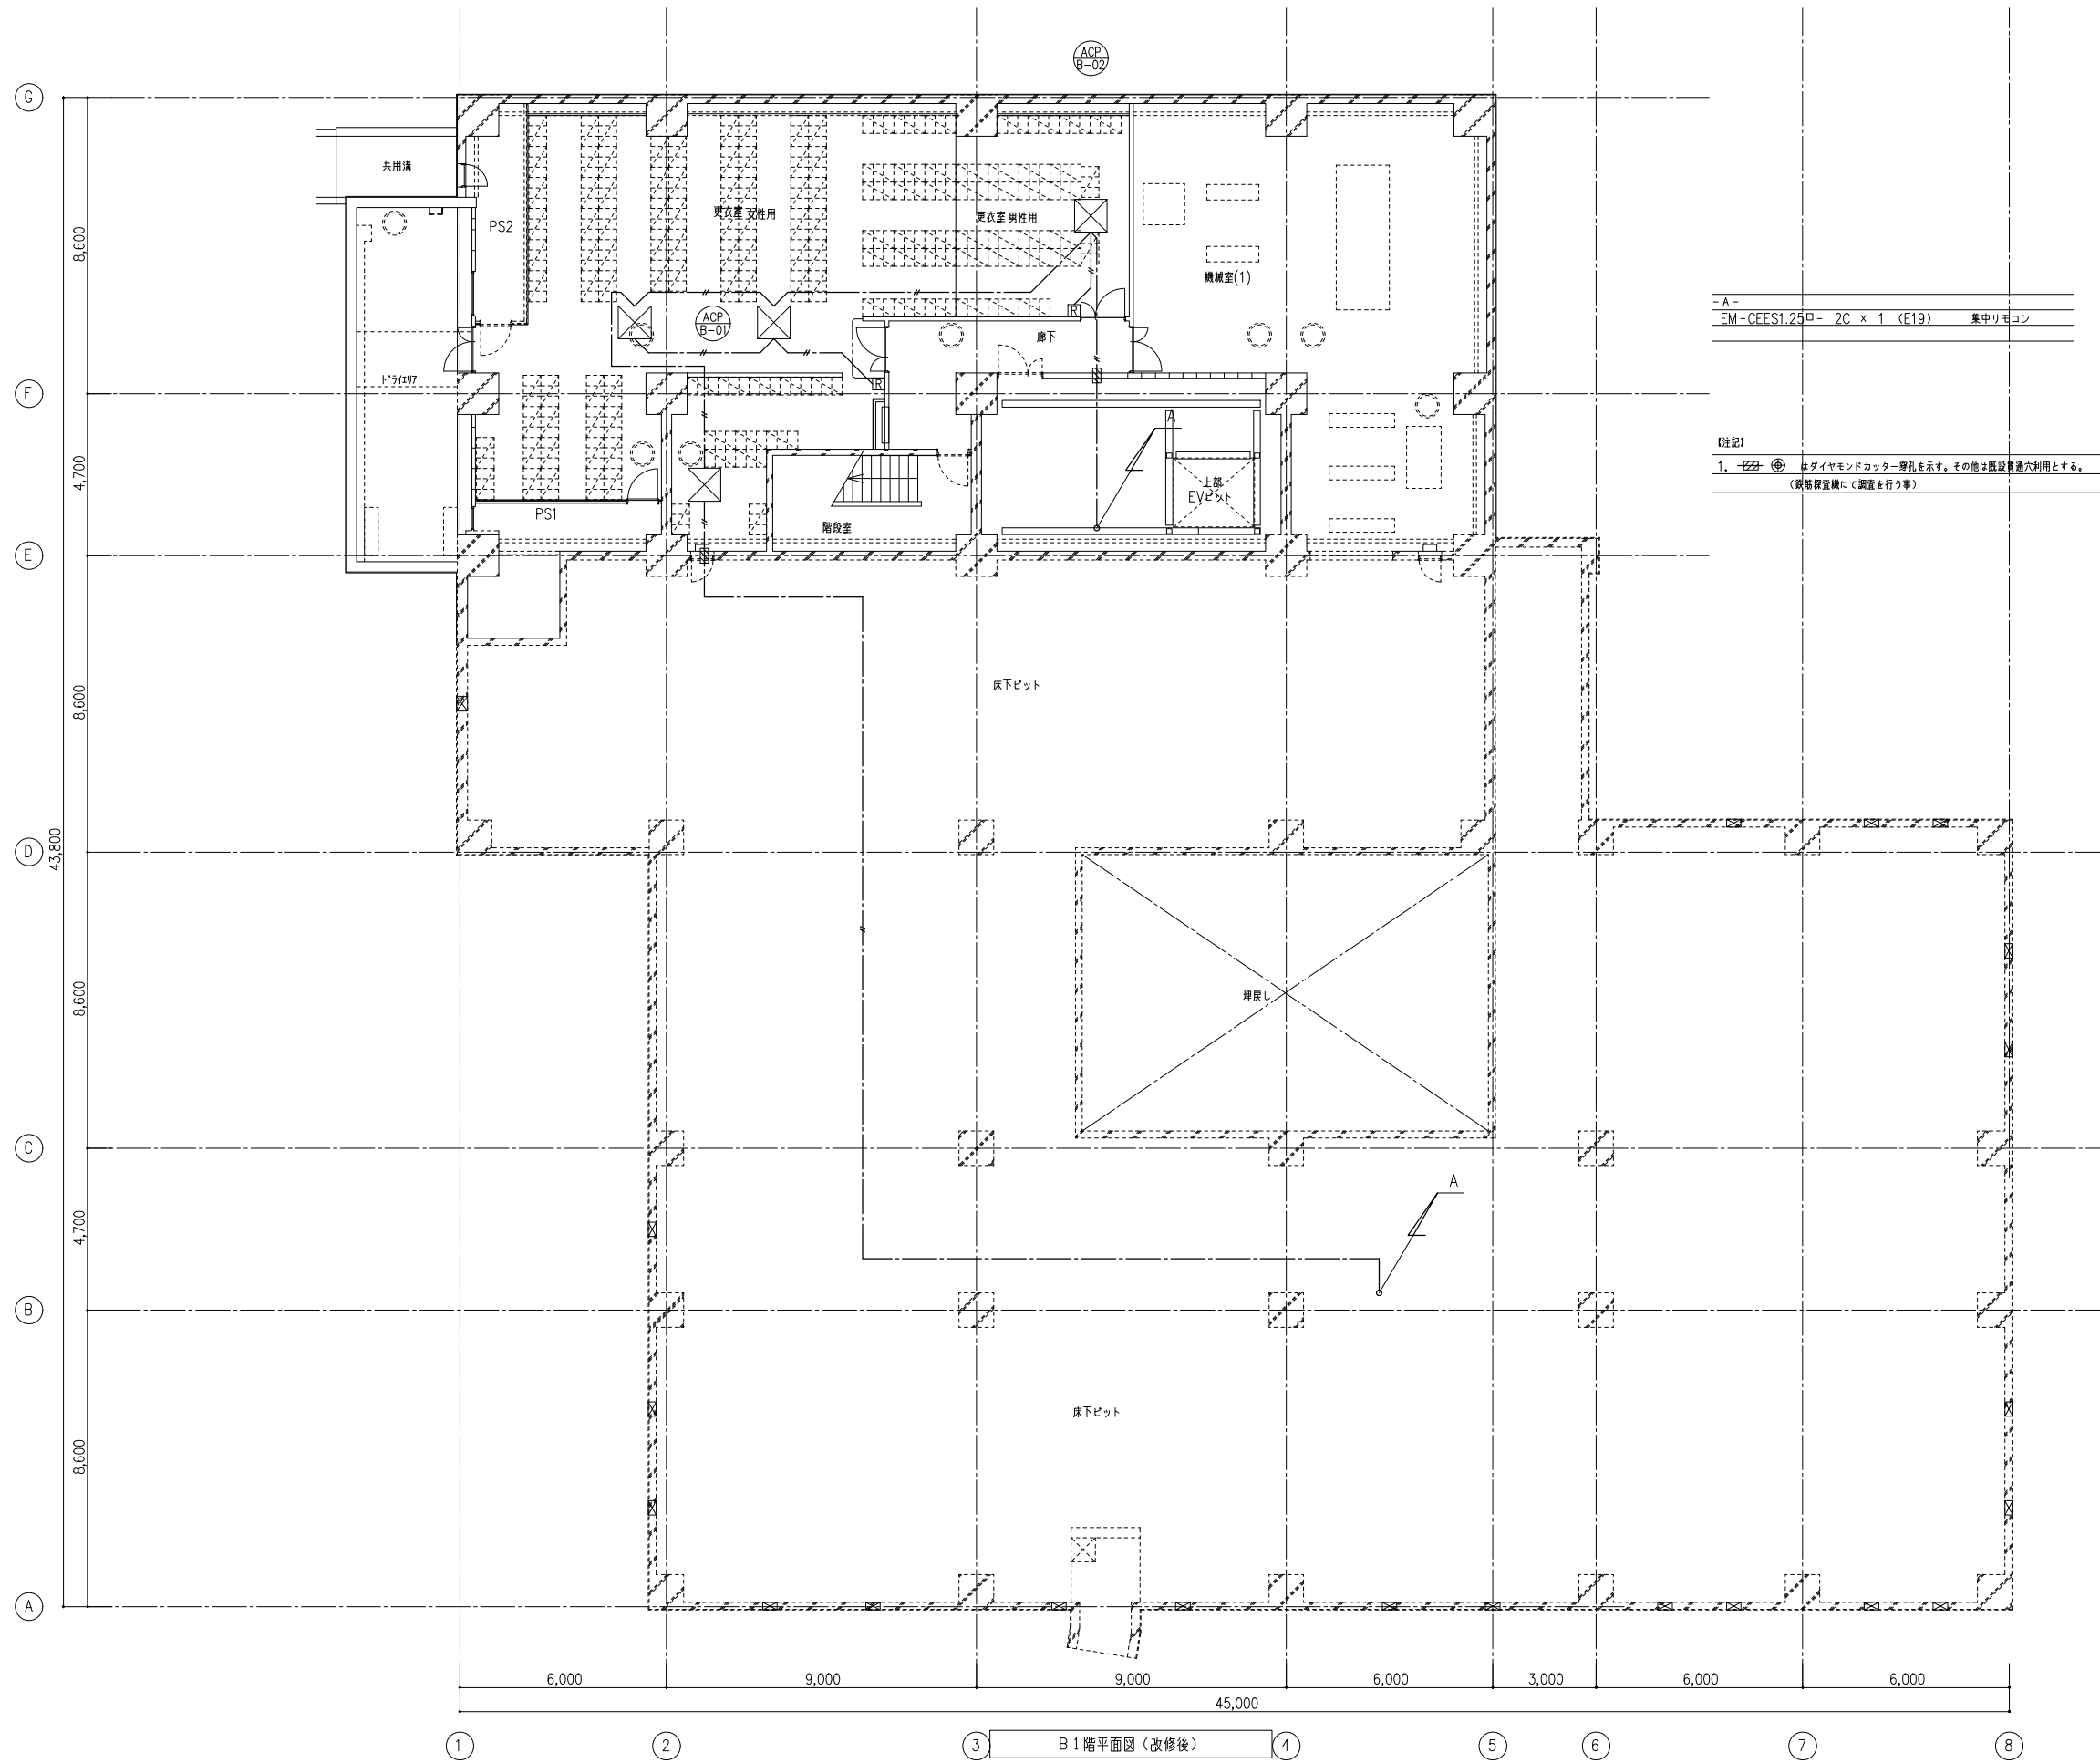 ACP
B-02
G
共用溝
PS2
更衣室 女性用
更衣室 男性用
8,600
機械室(1)
- A -
EM-CEES1.25□- 2C × 1 (E19) 集中リモコン
ACP
B-01
R
廊下
ドライエリア
R
F
A
【注記】
1. はダイヤモンドカッター穿孔を示す。その他は既設貫通穴利用とする。
(鉄筋探査機にて調査を行う事)
4,700
上部
EVピット
PS1
階段室
E
床下ピット
8,600
43,800
D
埋戻し
8,600
C
A
4,700
B
床下ピット
8,600
A
6,000
9,000
9,000
6,000
3,000
6,000
6,000
45,000
1
2
3
B1階平面図(改修後)
4
5
6
7
8